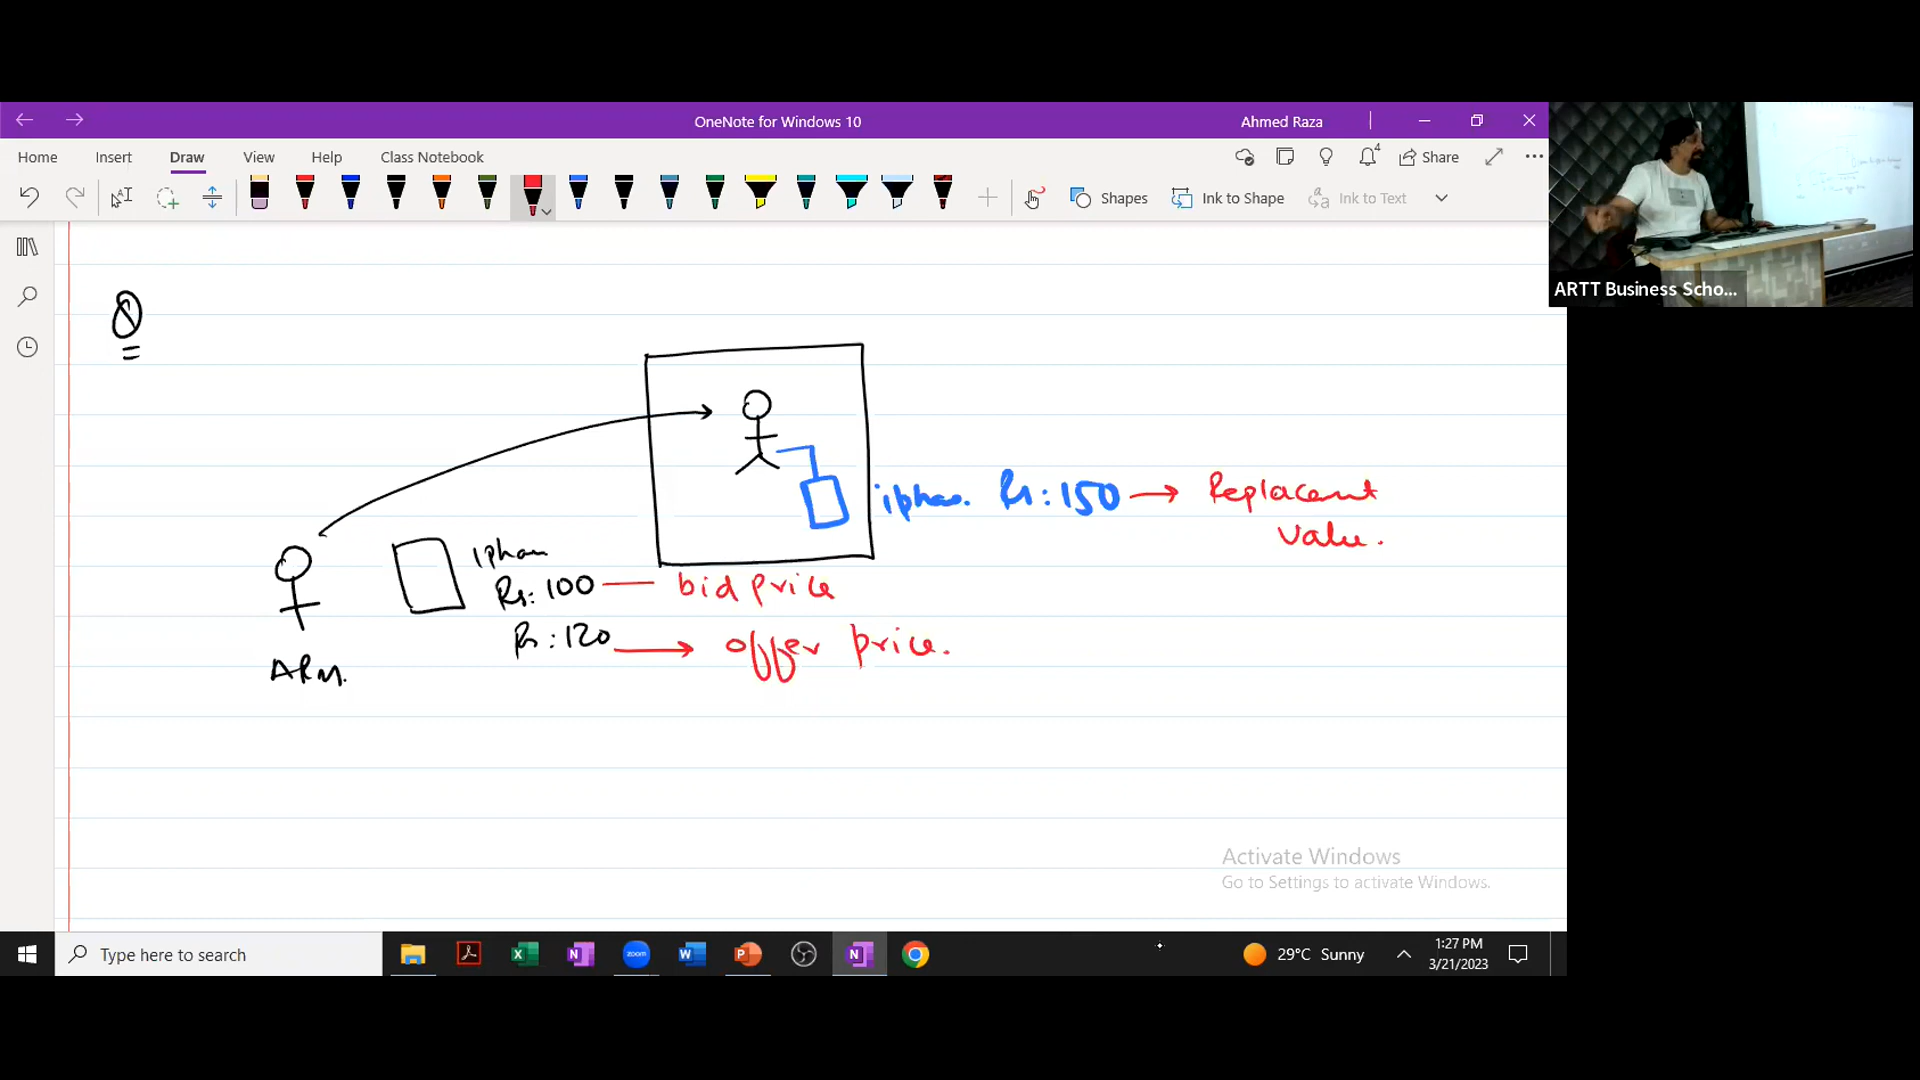 OneNote for Windows 10
Ahmed Raza
Home Insert Draw View Help Class Notebook
4
Share
Shapes Ink to Shape Ink to Text
ARTT Business Scho...
Q
iphone. Rs: 150 → Replacement
Value.
iphone
Rs: 100 — bid price
Rs: 120 → offer price.
ARM.
Activate Windows
Go to Settings to activate Windows.
Type here to search
zoom
29°C Sunny
1:27 PM
3/21/2023